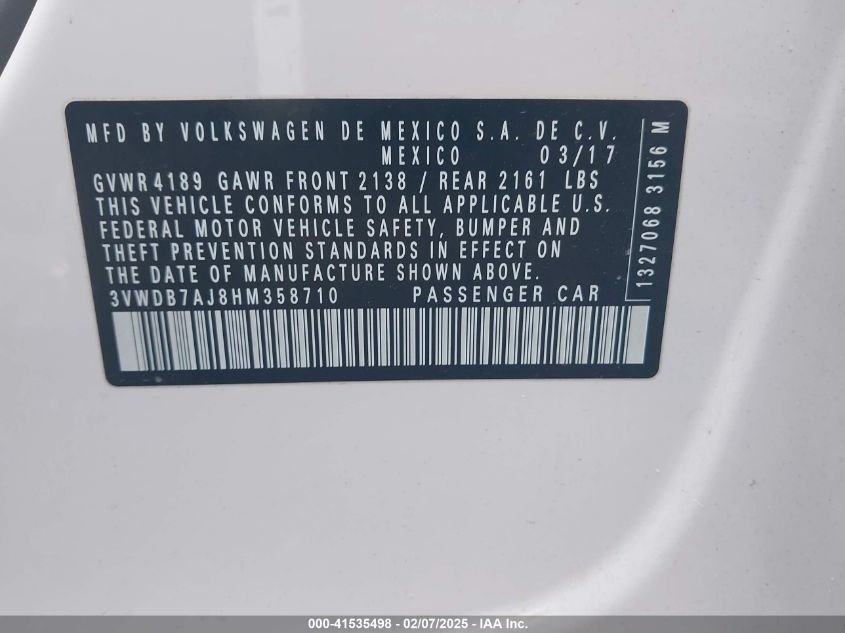 MFD BY VOLKSWAGEN DE MEXICO S.A. DE C.V.
MEXICO 03/17
GVWR 4189 GAWR FRONT 2138 / REAR 2161 LBS
THIS VEHICLE CONFORMS TO ALL APPLICABLE U.S.
FEDERAL MOTOR VEHICLE SAFETY, BUMPER AND
THEFT PREVENTION STANDARDS IN EFFECT ON
THE DATE OF MANUFACTURE SHOWN ABOVE.
3VWDB7AJ8HM358710 PASSENGER CAR
1327068 3156 M
000-41535498 - 02/07/2025 - IAA Inc.